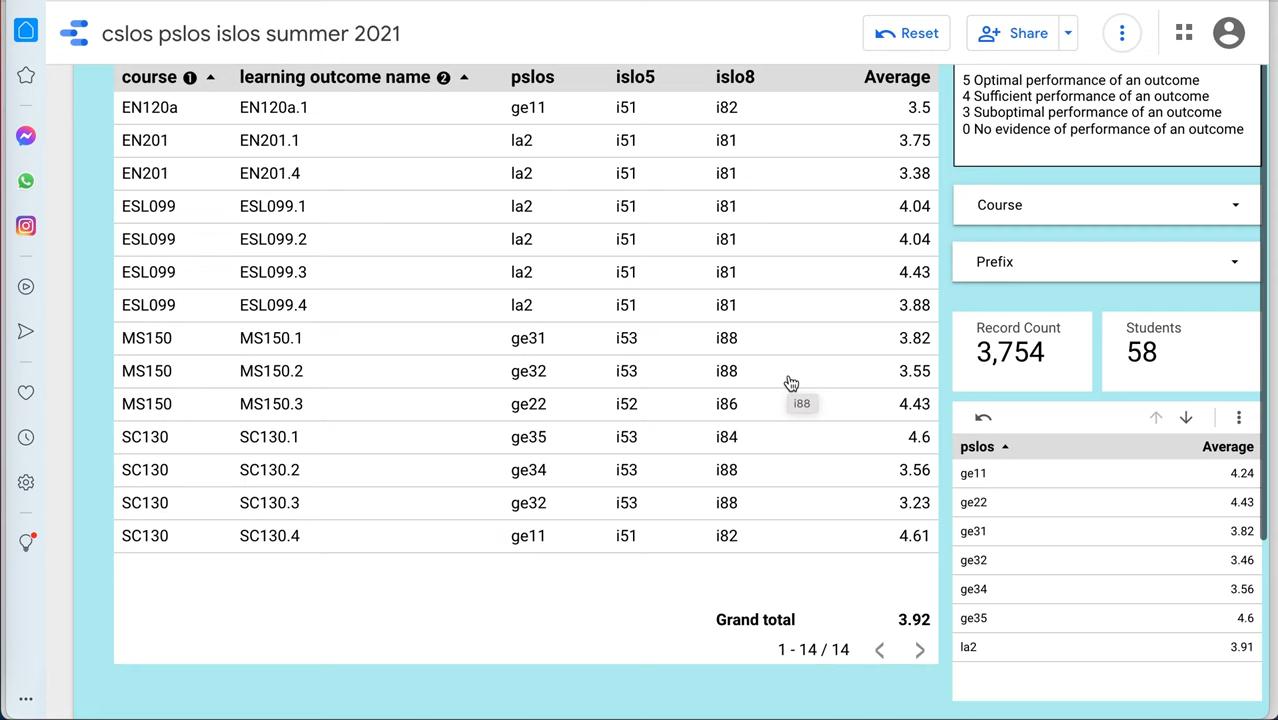 cslos pslos islos summer 2021
Reset
Share
course 1 learning outcome name 2 pslos islo5 islo8 Average
EN120a EN120a.1 ge11 i51 i82 3.5
EN201 EN201.1 la2 i51 i81 3.75
EN201 EN201.4 la2 i51 i81 3.38
ESL099 ESL099.1 la2 i51 i81 4.04
ESL099 ESL099.2 la2 i51 i81 4.04
ESL099 ESL099.3 la2 i51 i81 4.43
ESL099 ESL099.4 la2 i51 i81 3.88
MS150 MS150.1 ge31 i53 i88 3.82
MS150 MS150.2 ge32 i53 i88 3.55
i88
MS150 MS150.3 ge22 i52 i86 4.43
SC130 SC130.1 ge35 i53 i84 4.6
SC130 SC130.2 ge34 i53 i88 3.56
SC130 SC130.3 ge32 i53 i88 3.23
SC130 SC130.4 ge11 i51 i82 4.61
Grand total 3.92
1 - 14 / 14
5 Optimal performance of an outcome
4 Sufficient performance of an outcome
3 Suboptimal performance of an outcome
0 No evidence of performance of an outcome
Course
Prefix
Record Count
3,754
Students
58
pslos Average
ge11 4.24
ge22 4.43
ge31 3.82
ge32 3.46
ge34 3.56
ge35 4.6
la2 3.91